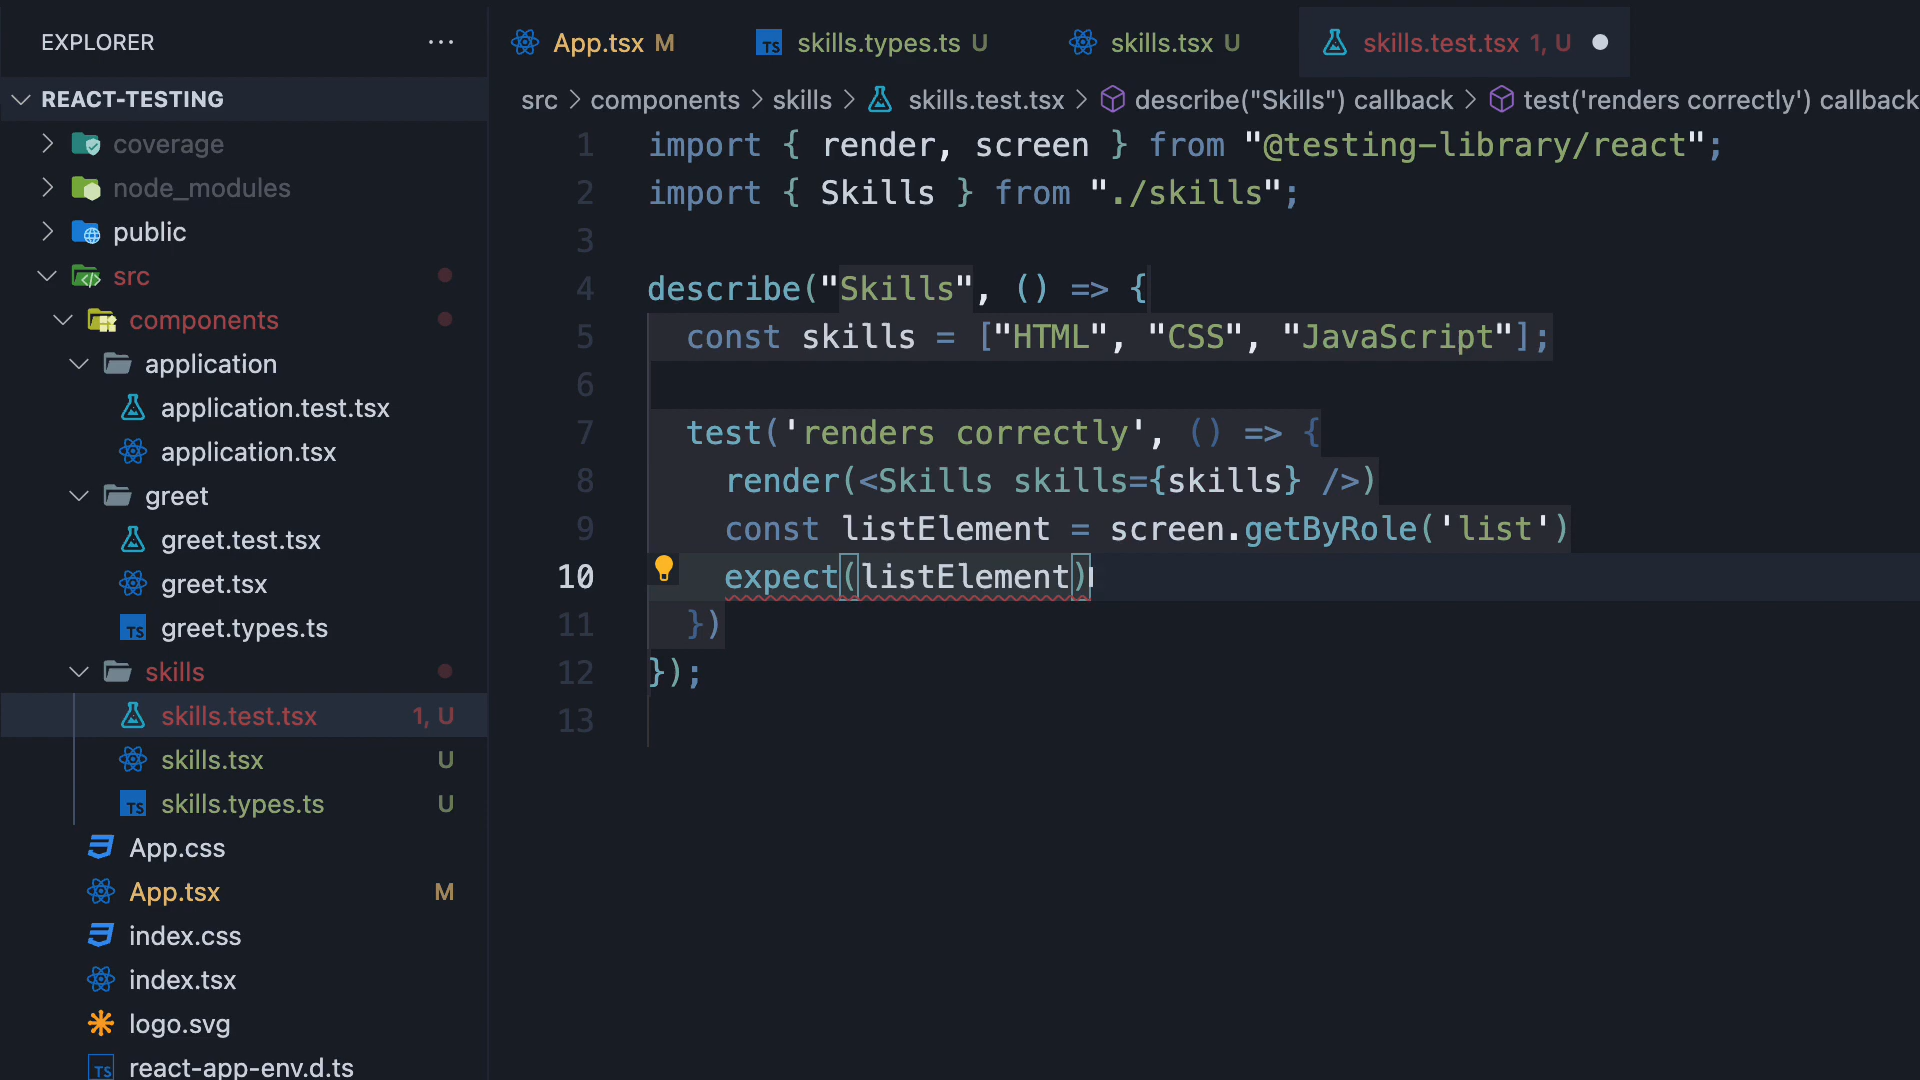 EXPLORER ···
REACT-TESTING
coverage
node_modules
public
src
components
application
application.test.tsx
application.tsx
greet
greet.test.tsx
greet.tsx
greet.types.ts
skills
skills.test.tsx 1, U
skills.tsx U
skills.types.ts U
App.css
App.tsx M
index.css
index.tsx
logo.svg
react-app-env.d.ts
App.tsx M
skills.types.ts U
skills.tsx U
skills.test.tsx 1, U
src > components > skills > skills.test.tsx > describe("Skills") callback > test('renders correctly') callback
1 import { render, screen } from "@testing-library/react";
2 import { Skills } from "./skills";
3
4 describe("Skills", () => {
5 const skills = ["HTML", "CSS", "JavaScript"];
6
7 test('renders correctly', () => {
8 render(<Skills skills={skills} />)
9 const listElement = screen.getByRole('list')
10 expect(listElement)
11 })
12 });
13